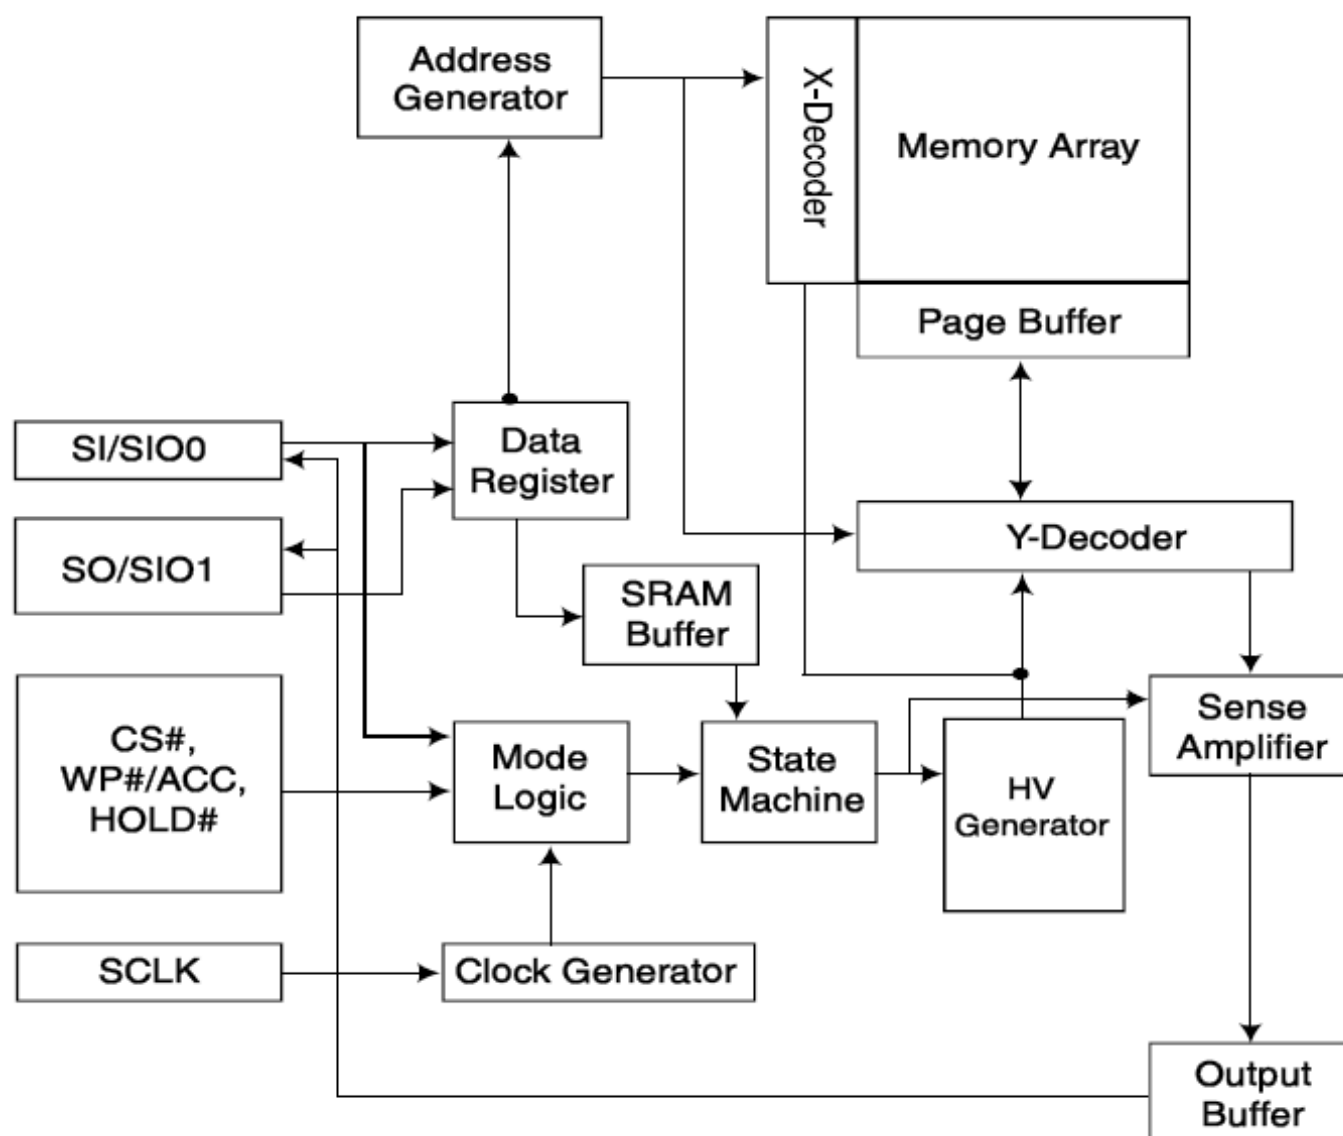 Address
Generator
X-Decoder
Memory Array
Page Buffer
SI/SIO0
Data
Register
Y-Decoder
SO/SIO1
SRAM
Buffer
CS#,
WP#/ACC,
HOLD#
Mode
Logic
State
Machine
HV
Generator
Sense
Amplifier
SCLK
Clock Generator
Output
Buffer